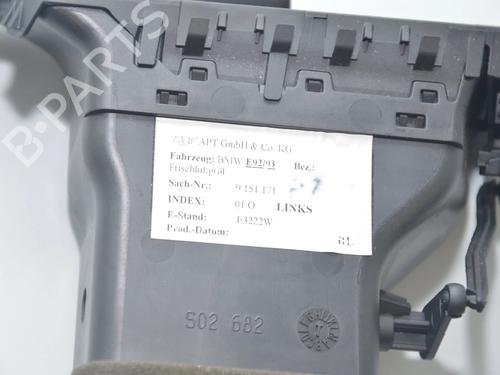 B-PARTS
APT GmbH & Co. KG
Fahrzeug: BMW E92/93 Bez.:
Frischluftgrill
Sach-Nr.: 9 151 171
INDEX: 01 O LINKS
E-Stand: E3222W
Prod.-Datum:
S02 682